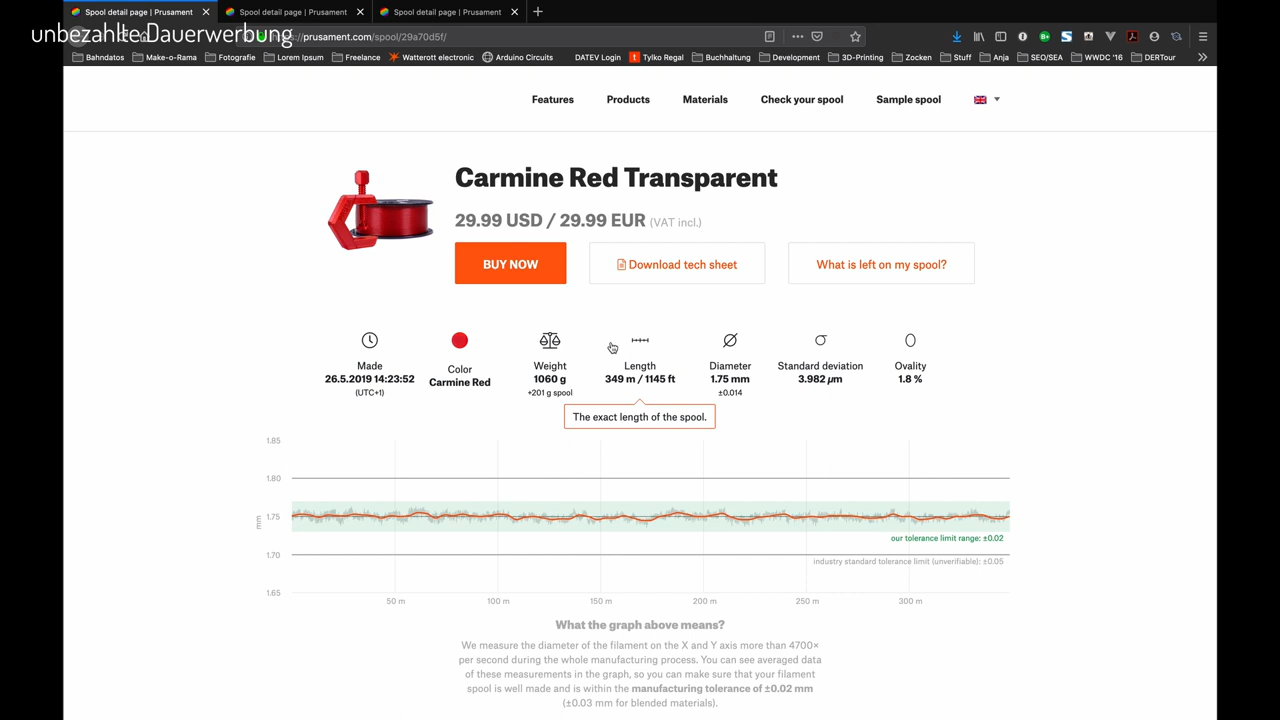 Spool detail page | Prusament
Spool detail page | Prusament
Spool detail page | Prusament
unbezahlte Dauerwerbung
prusament.com/spool/29a70d5f/
Bahndatos Make-o-Rama Fotografie Lorem Ipsum Freelance Watterott electronic Arduino Circuits DATEV Login Tylko Regal Buchhaltung Development 3D-Printing Zocken Stuff Anja SEO/SEA WWDC '16 DERTour
Features Products Materials Check your spool Sample spool
Carmine Red Transparent
29.99 USD / 29.99 EUR (VAT incl.)
BUY NOW Download tech sheet What is left on my spool?
Made Color Weight Length Diameter Standard deviation Ovality
26.5.2019 14:23:52 Carmine Red 1060 g 349 m / 1145 ft 1.75 mm 3.982 µm 1.8 %
(UTC+1) +201 g spool ±0.014
The exact length of the spool.
1.85
1.80
1.75
mm
our tolerance limit range: ±0.02
1.70
industry standard tolerance limit (unverifiable): ±0.05
1.65
50 m 100 m 150 m 200 m 250 m 300 m
What the graph above means?
We measure the diameter of the filament on the X and Y axis more than 4700×
per second during the whole manufacturing process. You can see averaged data
of these measurements in the graph, so you can make sure that your filament
spool is well made and is within the manufacturing tolerance of ±0.02 mm
(±0.03 mm for blended materials).